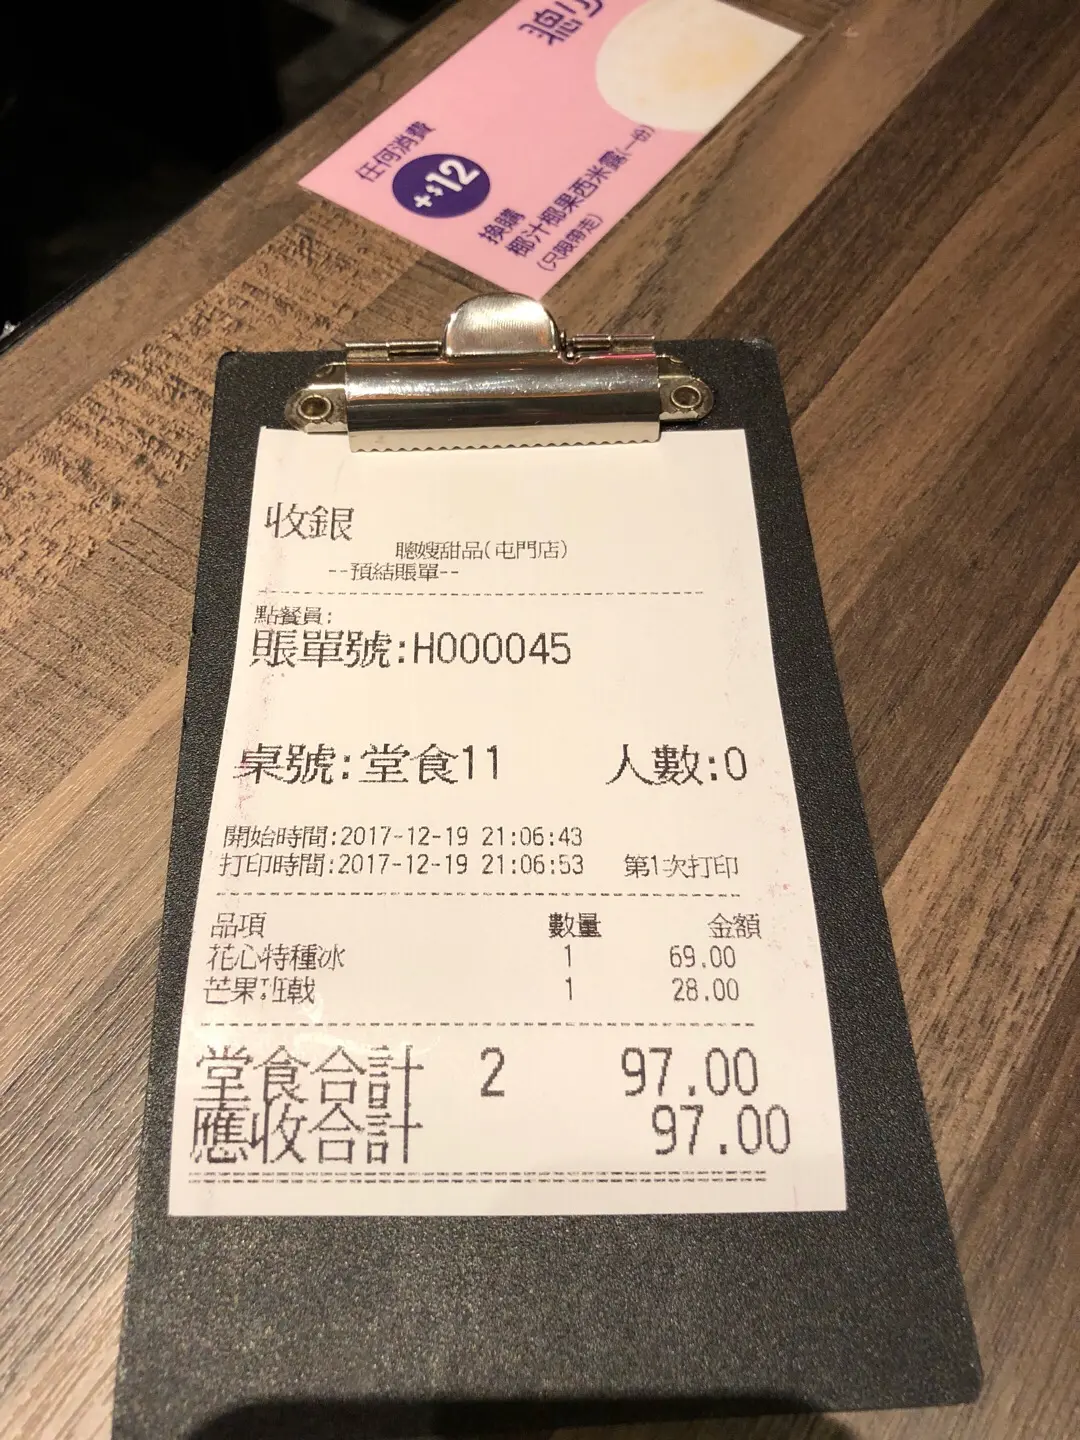 任何消費
+$12
換購
椰汁椰果西米露(一份)
(只限帶走)
收銀
聰嫂甜品(屯門店)
--預結賬單--
點餐員:
賬單號:H000045
桌號:堂食11 人數:0
開始時間:2017-12-19 21:06:43
打印時間:2017-12-19 21:06:53 第1次打印
品項 數量 金額
花心特種冰 1 69.00
芒果班戟 1 28.00
堂食合計 2 97.00
應收合計 97.00